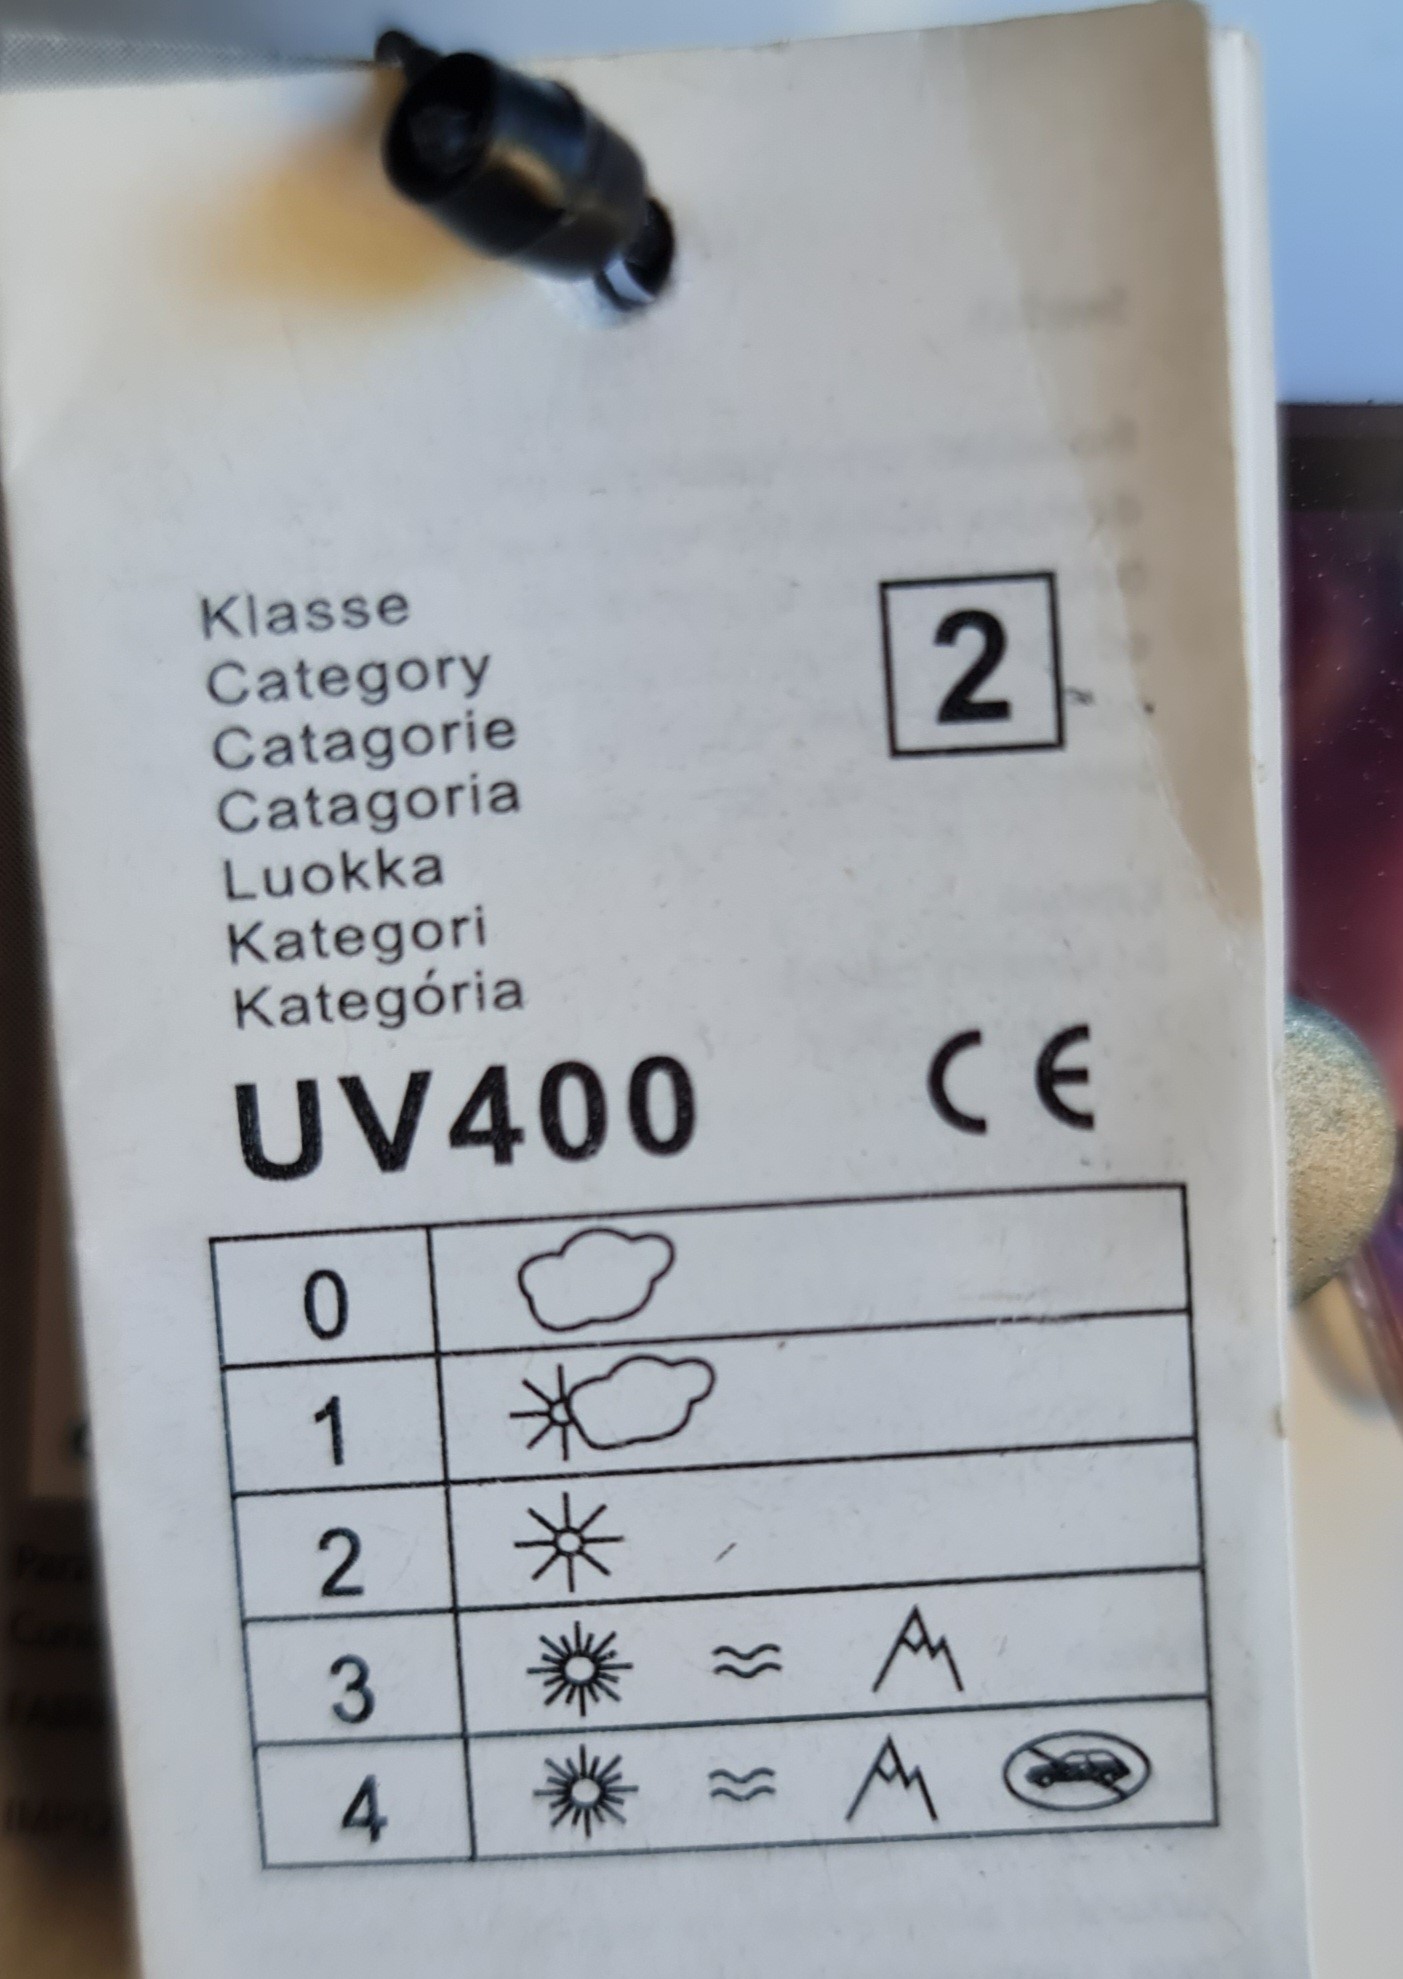 Klasse
2
Category
Catagorie
Catagoria
Luokka
Kategori
Kategória
UV400 CE
0
1
2
3
4